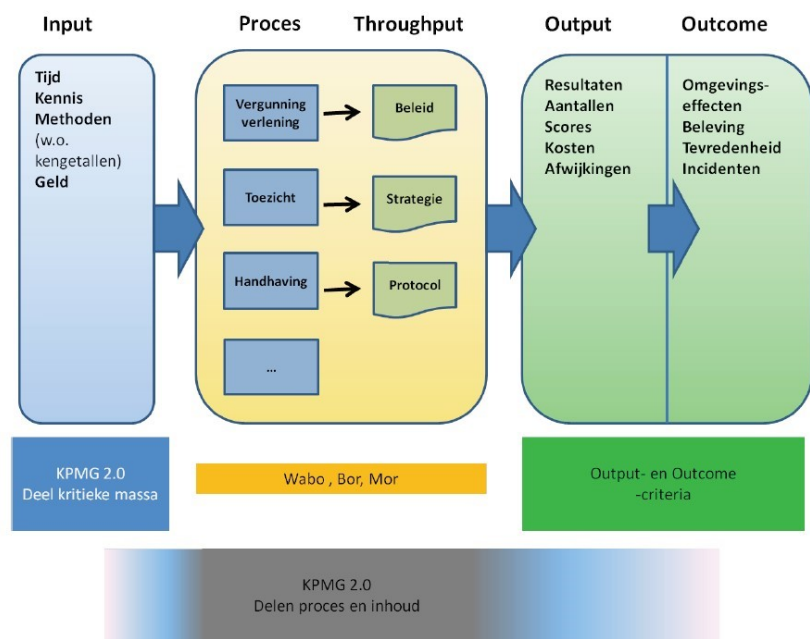 Input
Proces
Throughput
Output
Outcome
Tijd
Kennis
Methoden
(w.o.
kengetallen)
Geld
Vergunning
verlening
Beleid
Toezicht
Strategie
Handhaving
Protocol
...
Resultaten
Aantallen
Scores
Kosten
Afwijkingen
Omgevings-
effecten
Beleving
Tevredenheid
Incidenten
KPMG 2.0
Deel kritieke massa
Wabo , Bor, Mor
Output- en Outcome
-criteria
KPMG 2.0
Delen proces en inhoud